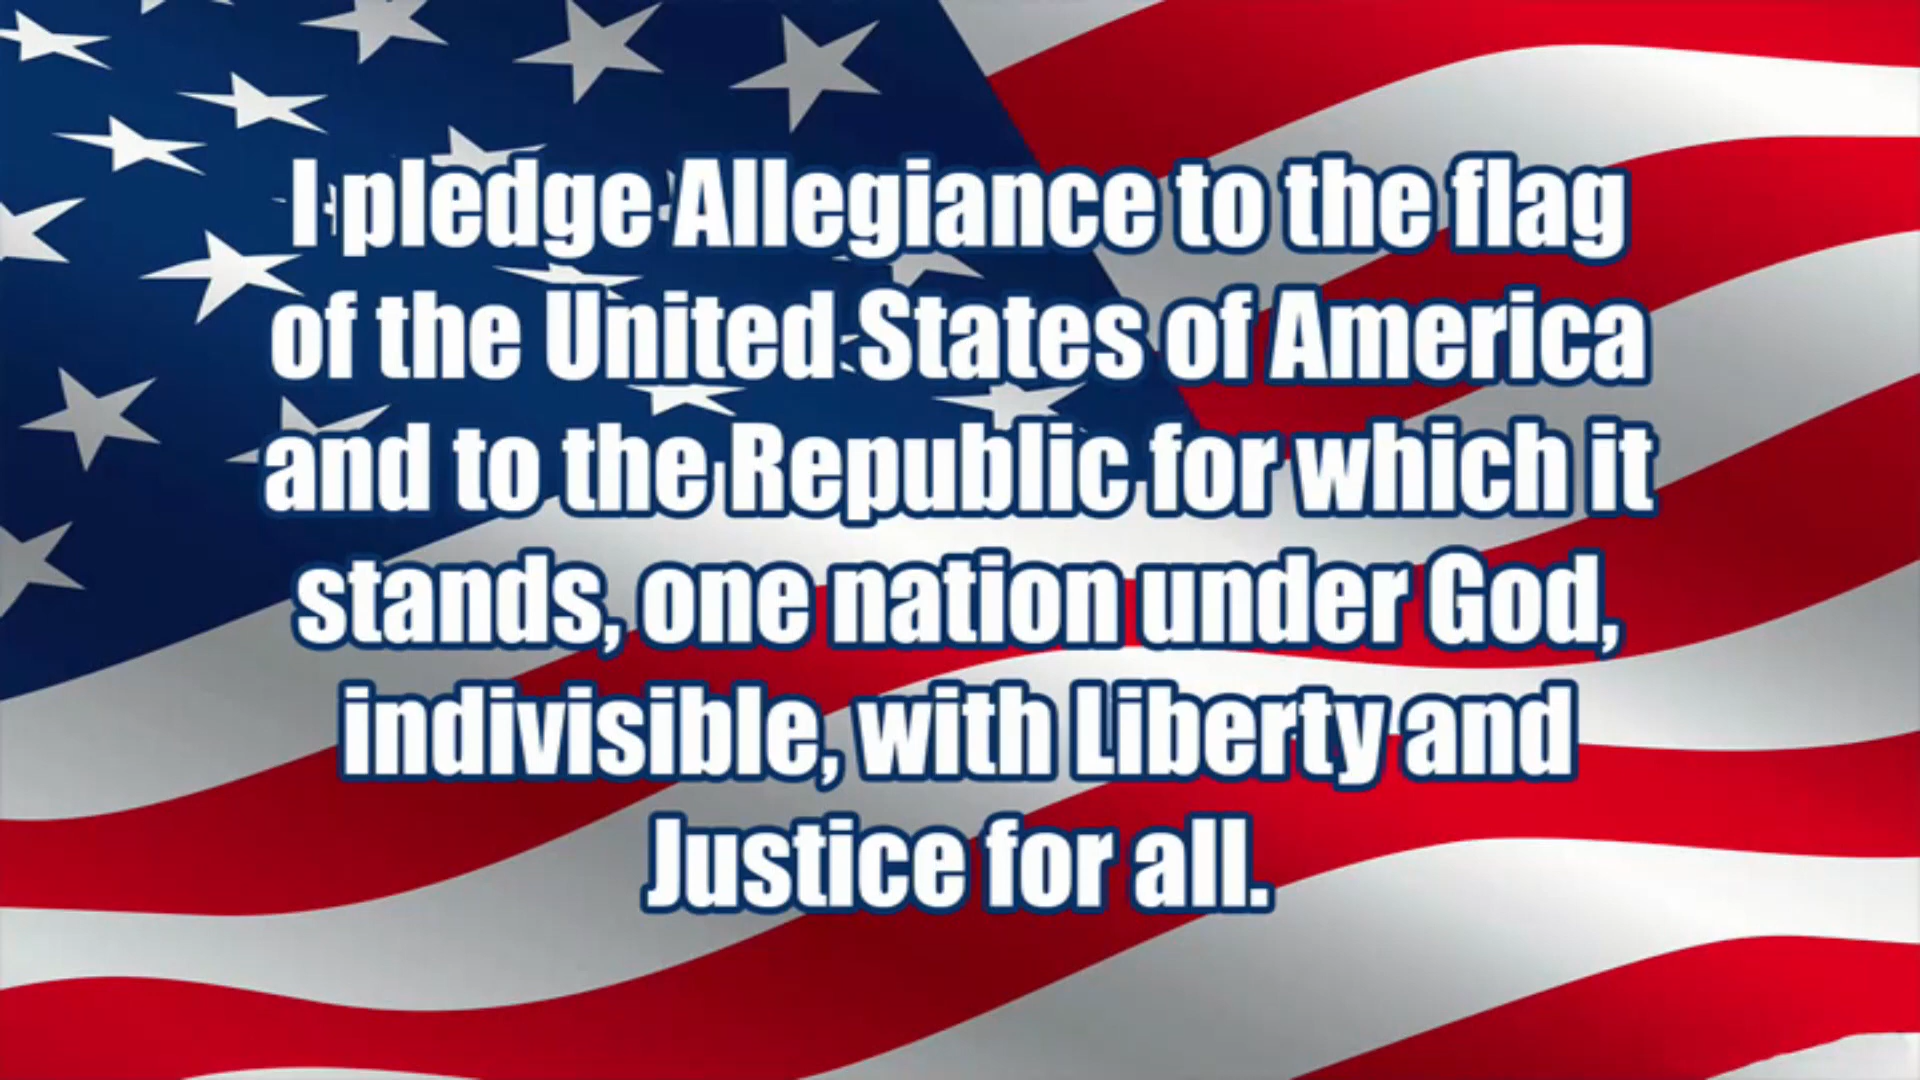 I pledge Allegiance to the flag
of the United States of America
and to the Republic for which it
stands, one nation under God,
indivisible, with Liberty and
Justice for all.